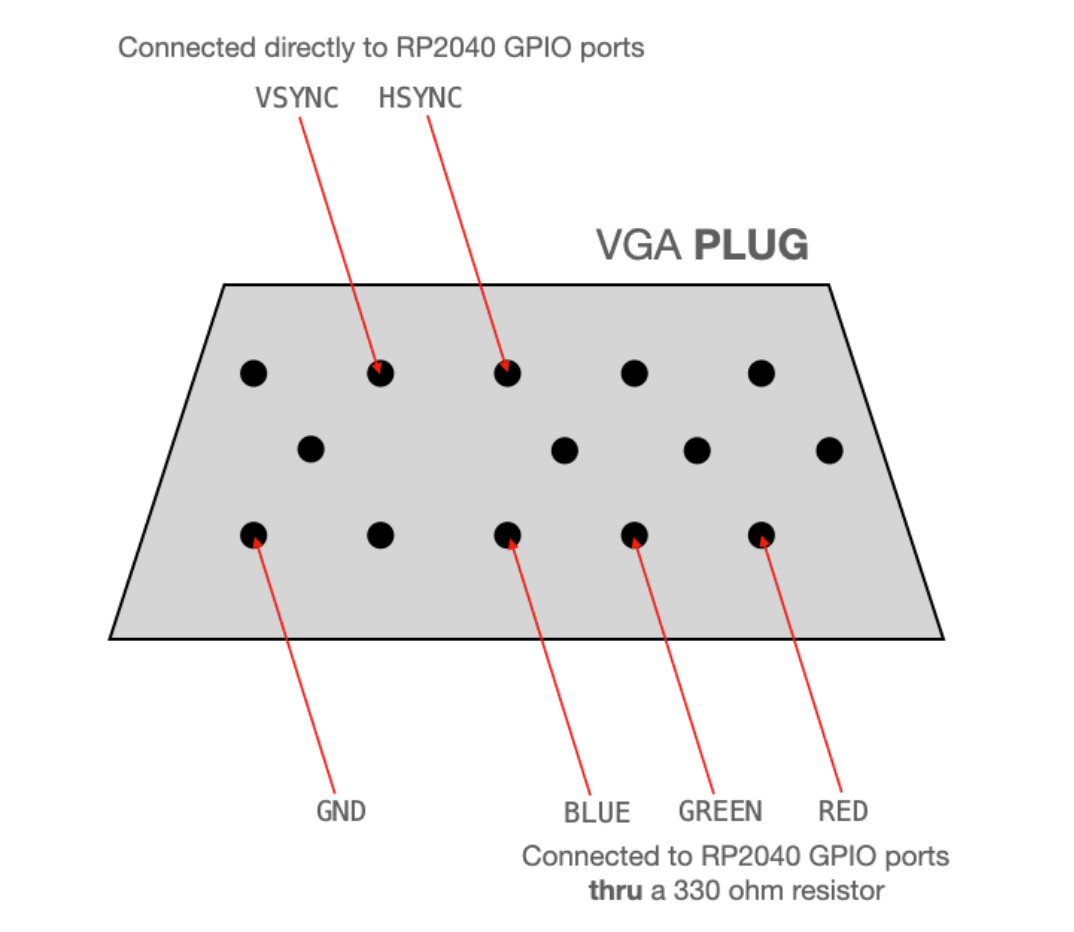 Connected directly to RP2040 GPIO ports
VSYNC HSYNC
VGA PLUG
GND BLUE GREEN RED
Connected to RP2040 GPIO ports
thru a 330 ohm resistor